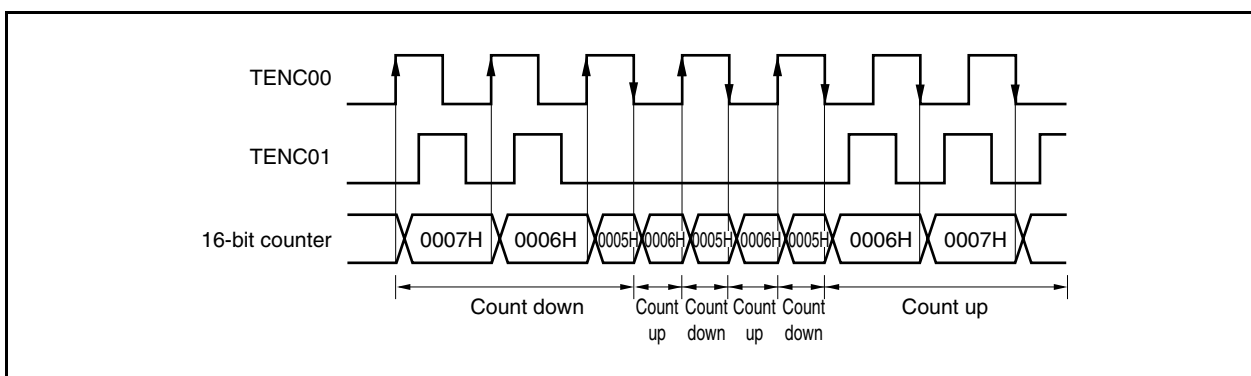 TENC00
TENC01
16-bit counter
0007H 0006H 0005H 0006H 0005H 0006H 0005H 0006H 0007H
Count down Count up Count down Count up Count down Count up